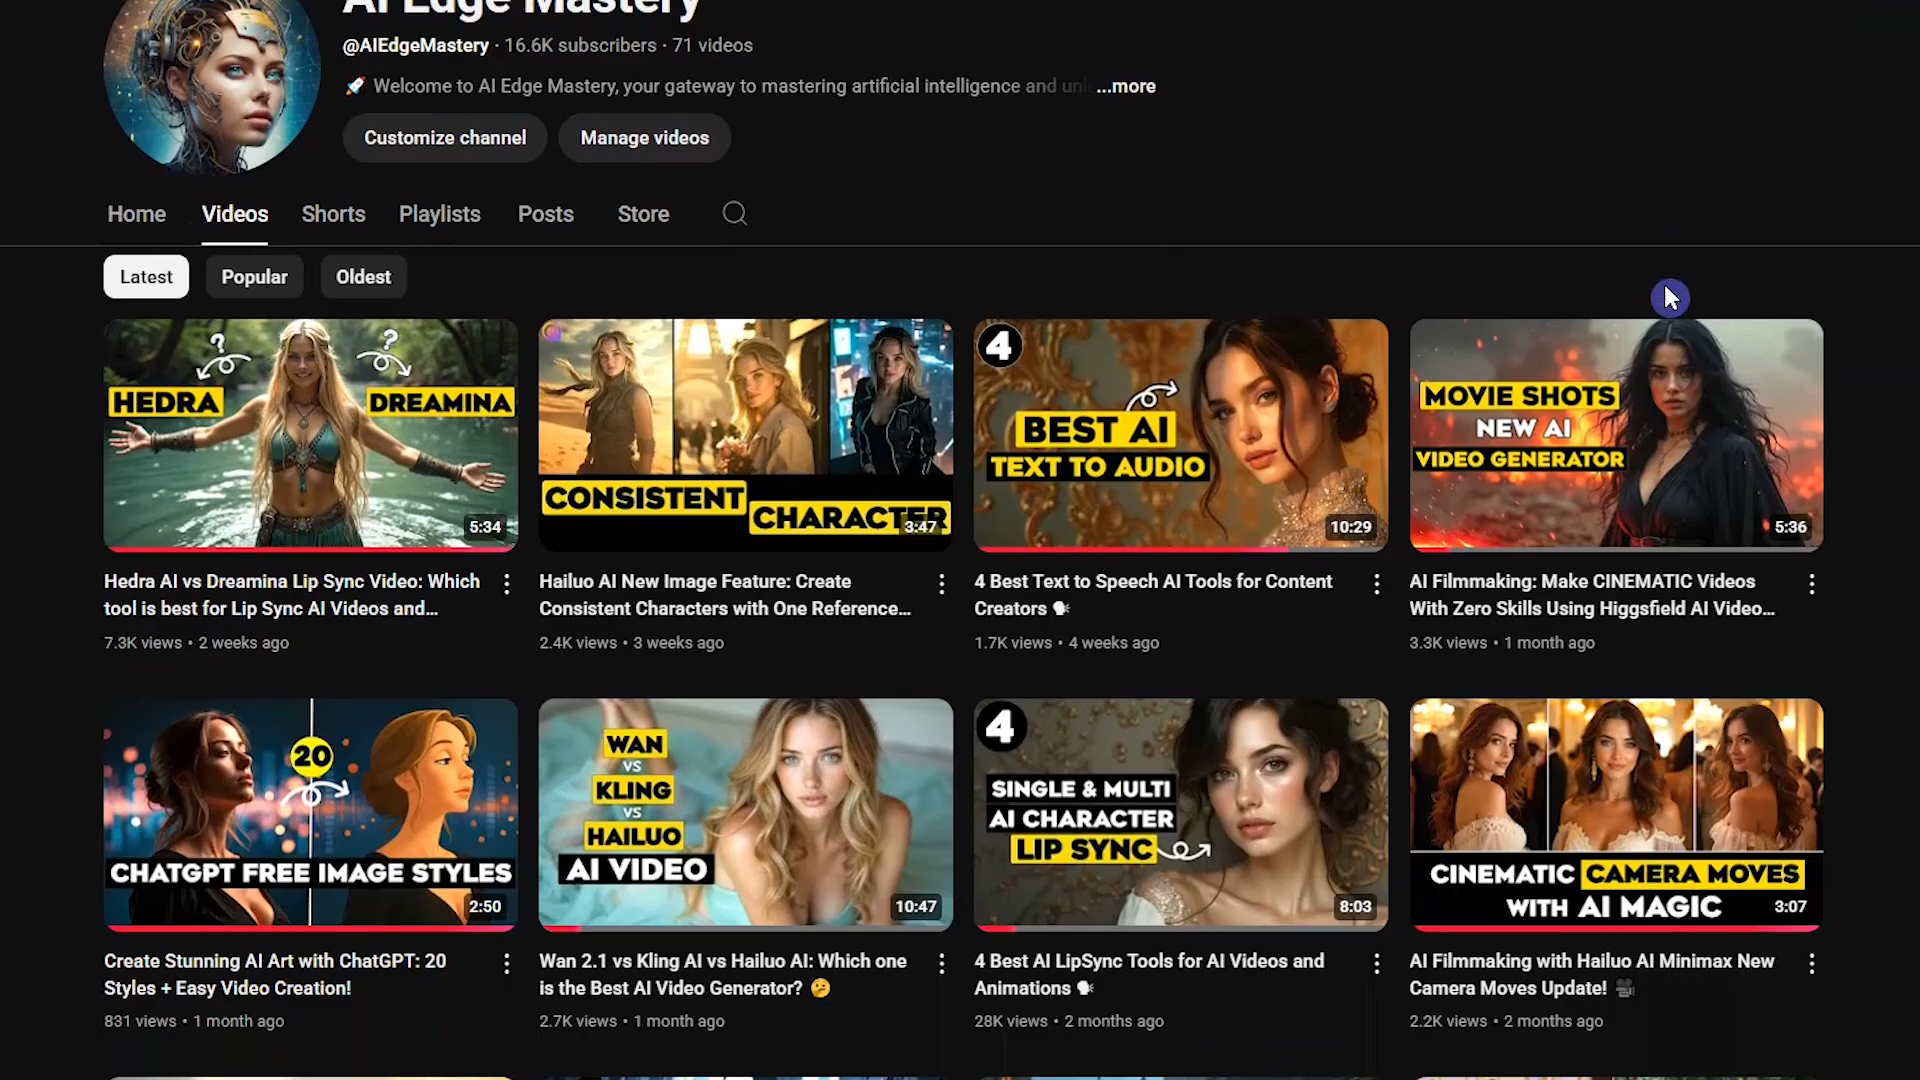 AI Edge Mastery
@AIEdgeMastery · 16.6K subscribers · 71 videos
🚀 Welcome to AI Edge Mastery, your gateway to mastering artificial intelligence and ...more
Customize channel
Manage videos
Home
Videos
Shorts
Playlists
Posts
Store
Latest
Popular
Oldest
?
?
HEDRA
DREAMINA
5:34
CONSISTENT
CHARACTER
3:47
4
BEST AI
TEXT TO AUDIO
10:29
MOVIE SHOTS
NEW AI
VIDEO GENERATOR
5:36
Hedra AI vs Dreamina Lip Sync Video: Which
tool is best for Lip Sync AI Videos and...
7.3K views • 2 weeks ago
Hailuo AI New Image Feature: Create
Consistent Characters with One Reference...
2.4K views • 3 weeks ago
4 Best Text to Speech AI Tools for Content
Creators 🗣
1.7K views • 4 weeks ago
AI Filmmaking: Make CINEMATIC Videos
With Zero Skills Using Higgsfield AI Video...
3.3K views • 1 month ago
20
CHATGPT FREE IMAGE STYLES
2:50
WAN
VS
KLING
VS
HAILUO
AI VIDEO
10:47
4
SINGLE & MULTI
AI CHARACTER
LIP SYNC
8:03
CINEMATIC CAMERA MOVES
WITH AI MAGIC
3:07
Create Stunning AI Art with ChatGPT: 20
Styles + Easy Video Creation!
831 views • 1 month ago
Wan 2.1 vs Kling AI vs Hailuo AI: Which one
is the Best AI Video Generator? 🤔
2.7K views • 1 month ago
4 Best AI LipSync Tools for AI Videos and
Animations 🗣
28K views • 2 months ago
AI Filmmaking with Hailuo AI Minimax New
Camera Moves Update! 🎥
2.2K views • 2 months ago